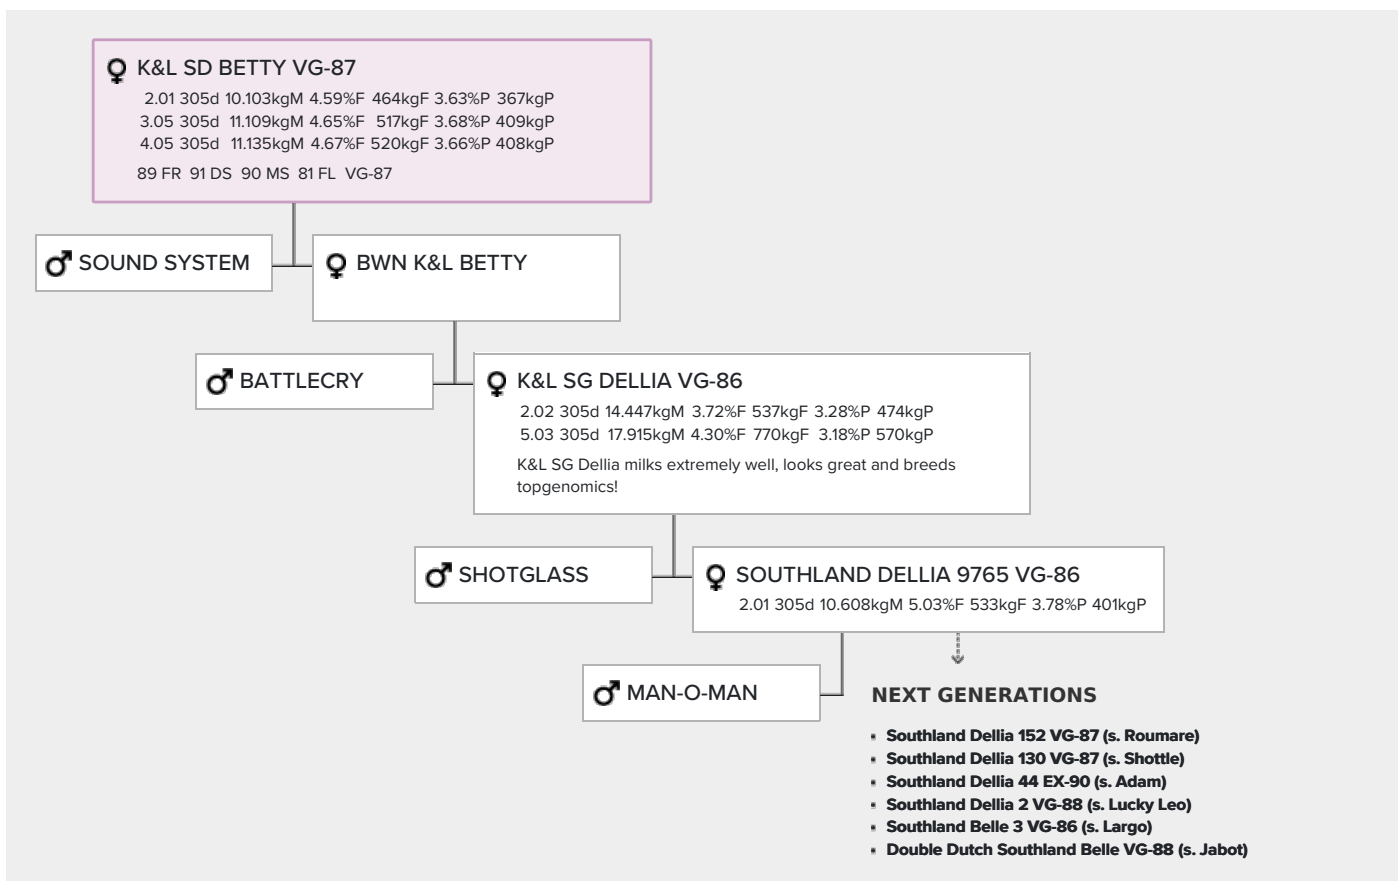 K&L SD BETTY VG-87
2.01 305d 10.103kgM 4.59%F 464kgF 3.63%P 367kgP
3.05 305d 11.109kgM 4.65%F 517kgF 3.68%P 409kgP
4.05 305d 11.135kgM 4.67%F 520kgF 3.66%P 408kgP
89 FR 91 DS 90 MS 81 FL VG-87
SOUND SYSTEM
BWN K&L BETTY
BATTLECRY
K&L SG DELLIA VG-86
2.02 305d 14.447kgM 3.72%F 537kgF 3.28%P 474kgP
5.03 305d 17.915kgM 4.30%F 770kgF 3.18%P 570kgP
K&L SG Dellia milks extremely well, looks great and breeds
topgenomics!
SHOTGLASS
SOUTHLAND DELLIA 9765 VG-86
2.01 305d 10.608kgM 5.03%F 533kgF 3.78%P 401kgP
MAN-O-MAN
NEXT GENERATIONS
Southland Dellia 152 VG-87 (s. Roumare)
Southland Dellia 130 VG-87 (s. Shottle)
Southland Dellia 44 EX-90 (s. Adam)
Southland Dellia 2 VG-88 (s. Lucky Leo)
Southland Belle 3 VG-86 (s. Largo)
Double Dutch Southland Belle VG-88 (s. Jabot)